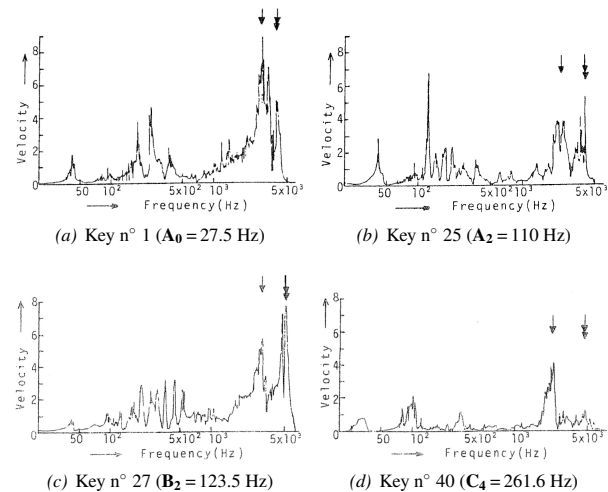 8
6
4
2
0
Velocity
50 10² 5x10² 10³ 5x10³
Frequency(Hz)
(a) Key n° 1 (A₀ = 27.5 Hz)
8
6
4
2
0
Velocity
50 10² 5x10² 10³ 5x10³
Frequency(Hz)
(b) Key n° 25 (A₂ = 110 Hz)
8
6
4
2
0
Velocity
50 10² 5x10² 10³ 5x10³
Frequency(Hz)
(c) Key n° 27 (B₂ = 123.5 Hz)
8
6
4
2
0
Velocity
50 10² 5x10² 10³ 5x10³
Frequency(Hz)
(d) Key n° 40 (C₄ = 261.6 Hz)